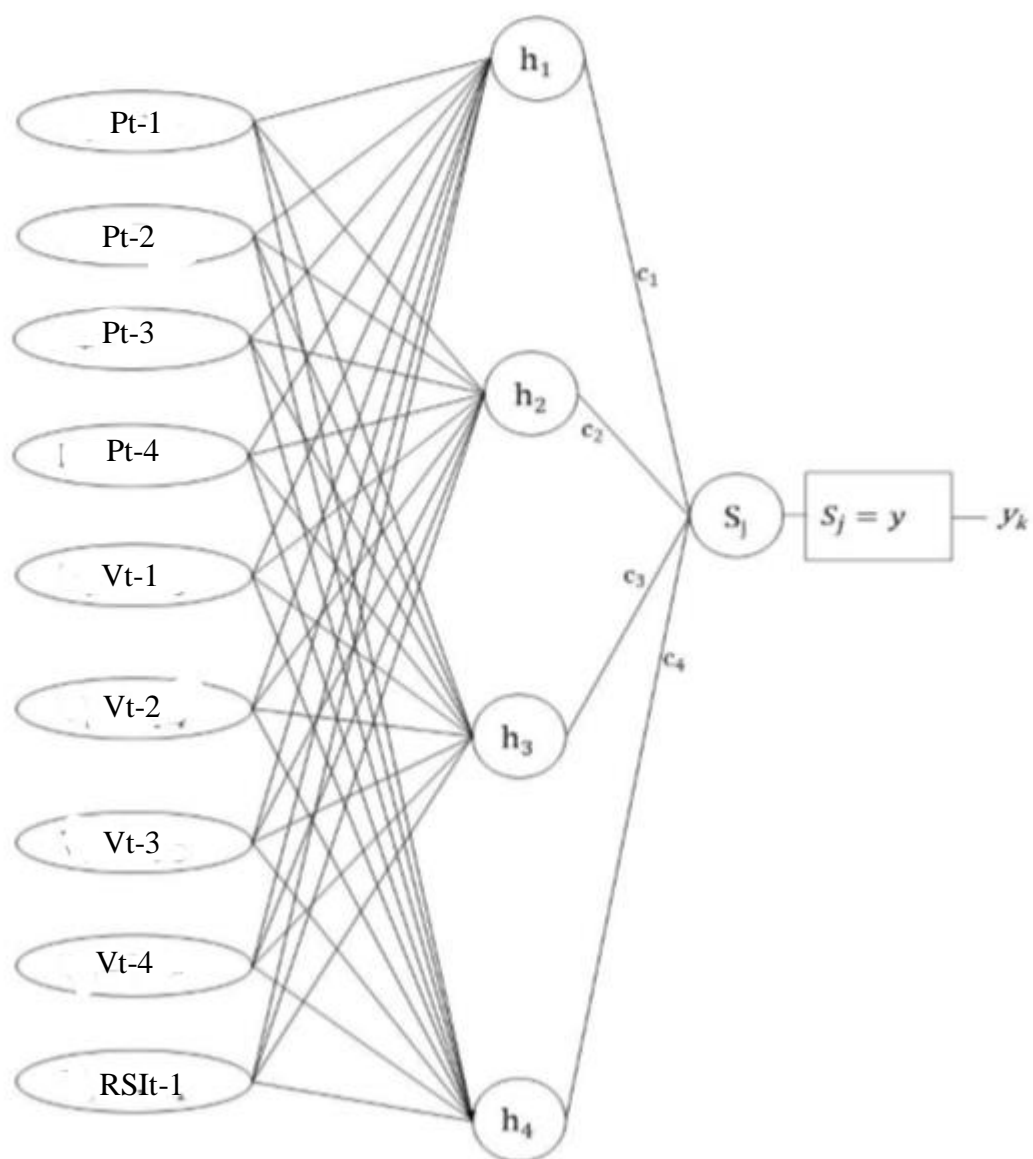 Pt-1
Pt-2
Pt-3
Pt-4
Vt-1
Vt-2
Vt-3
Vt-4
RSIt-1
h₁
h₂
h₃
h₄
c₁
c₂
c₃
c₄
Sⱼ
Sⱼ = y
yₖ